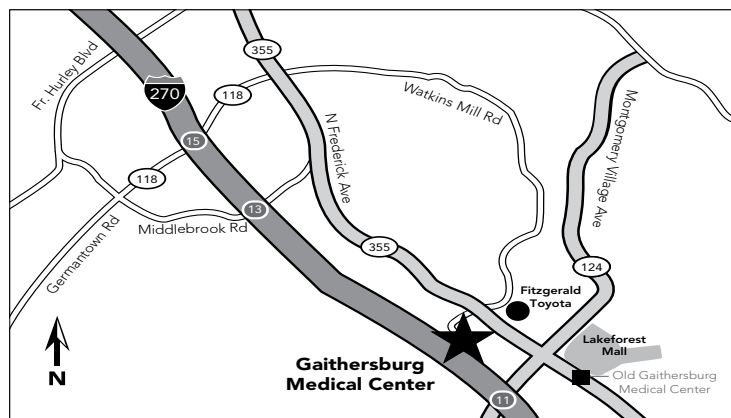 355
Fr. Hurley Blvd
270
118
Watkins Mill Rd
N Frederick Ave
Montgomery Village Ave
15
118
13
Middlebrook Rd
Germantown Rd
355
124
Fitzgerald
Toyota
Lakeforest
Mall
Gaithersburg
Medical Center
Old Gaithersburg
Medical Center
N
11